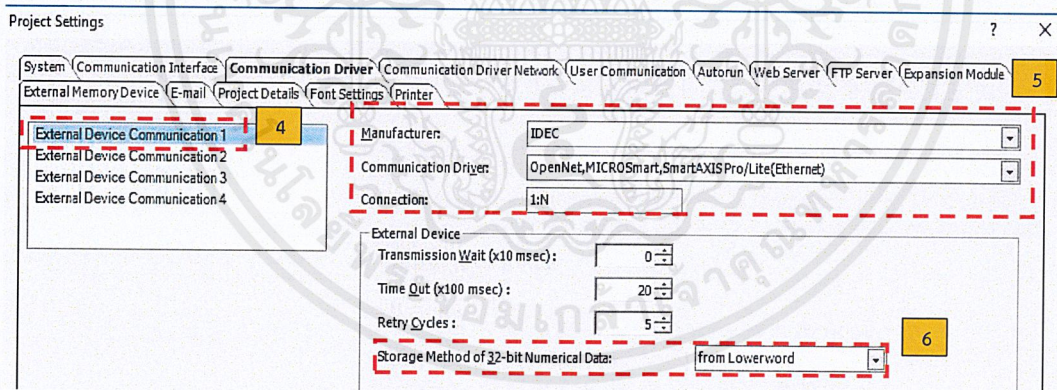 Project Settings ? X
System Communication Interface Communication Driver Communication Driver Network User Communication Autorun Web Server FTP Server Expansion Module 5
External Memory Device E-mail Project Details Font Settings Printer
External Device Communication 1 4
External Device Communication 2
External Device Communication 3
External Device Communication 4
Manufacturer: IDEC
Communication Driver: OpenNet,MICROSmart,SmartAXISPro/Lite(Ethernet)
Connection: 1:N
External Device
Transmission Wait (x10 msec) : 0
Time Out (x100 msec) : 20
Retry Cycles : 5
Storage Method of 32-bit Numerical Data: from Lowerword 6